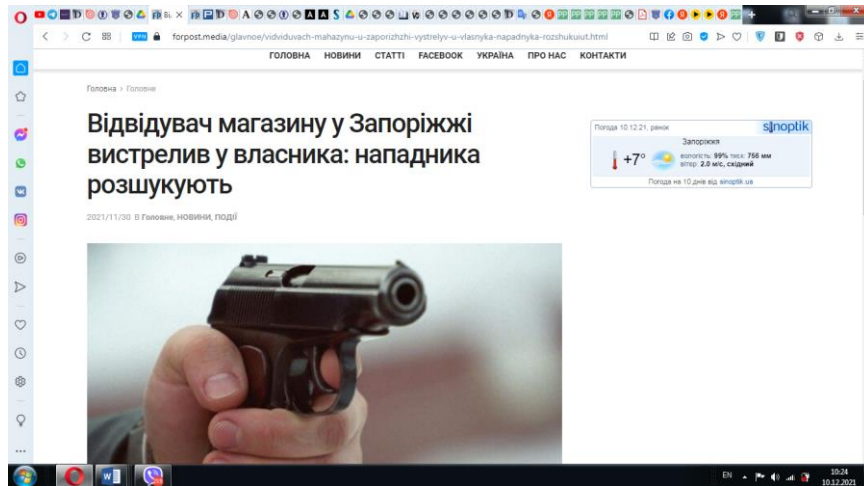 forpost.media/glavnoe/vidviduvach-mahazynu-u-zaporizhzhi-vystrelyv-u-vlasnyka-napadnyka-rozshukuiut.html
VPN
ГОЛОВНА НОВИНИ СТАТТІ FACEBOOK УКРАЇНА ПРО НАС КОНТАКТИ
Головна > Головне
Відвідувач магазину у Запоріжжі
вистрелив у власника: нападника
розшукують
2021/11/30 В Головне, НОВИНИ, ПОДІЇ
Погода 10.12.21, ранок
sinoptik
Запоріжжя
+7°
вологість: 99% тиск: 766 мм
вітер: 2.0 м/с, східний
Погода на 10 днів від sinoptik.ua
EN
10:24
10.12.2021